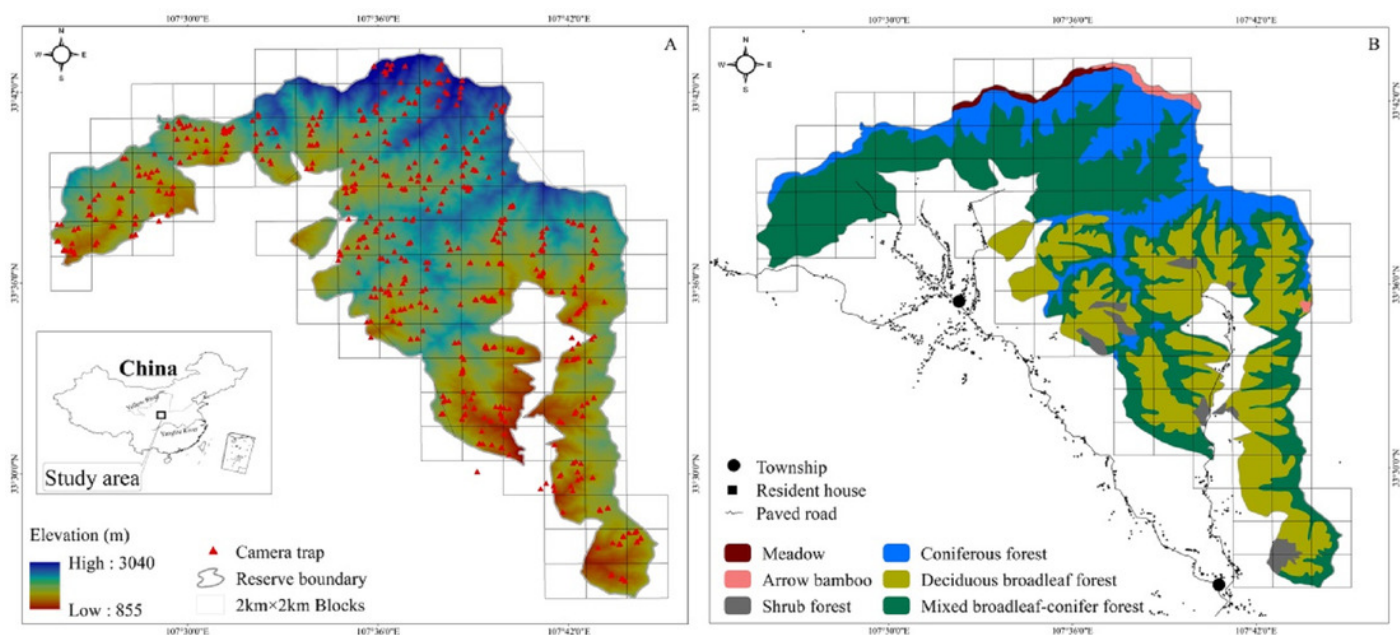 107°30'0"E
107°36'0"E
107°42'0"E
A
N
W
E
S
33°42'0"N
33°36'0"N
33°30'0"N
China
Yellow River
Yangtze River
Study area
Elevation (m)
High : 3040
Low : 855
Camera trap
Reserve boundary
2km×2km Blocks
107°30'0"E
107°36'0"E
107°42'0"E
107°30'0"E
107°36'0"E
107°42'0"E
B
N
W
E
S
33°42'0"N
33°36'0"N
33°30'0"N
Township
Resident house
Paved road
Meadow
Arrow bamboo
Shrub forest
Coniferous forest
Deciduous broadleaf forest
Mixed broadleaf-conifer forest
107°30'0"E
107°36'0"E
107°42'0"E